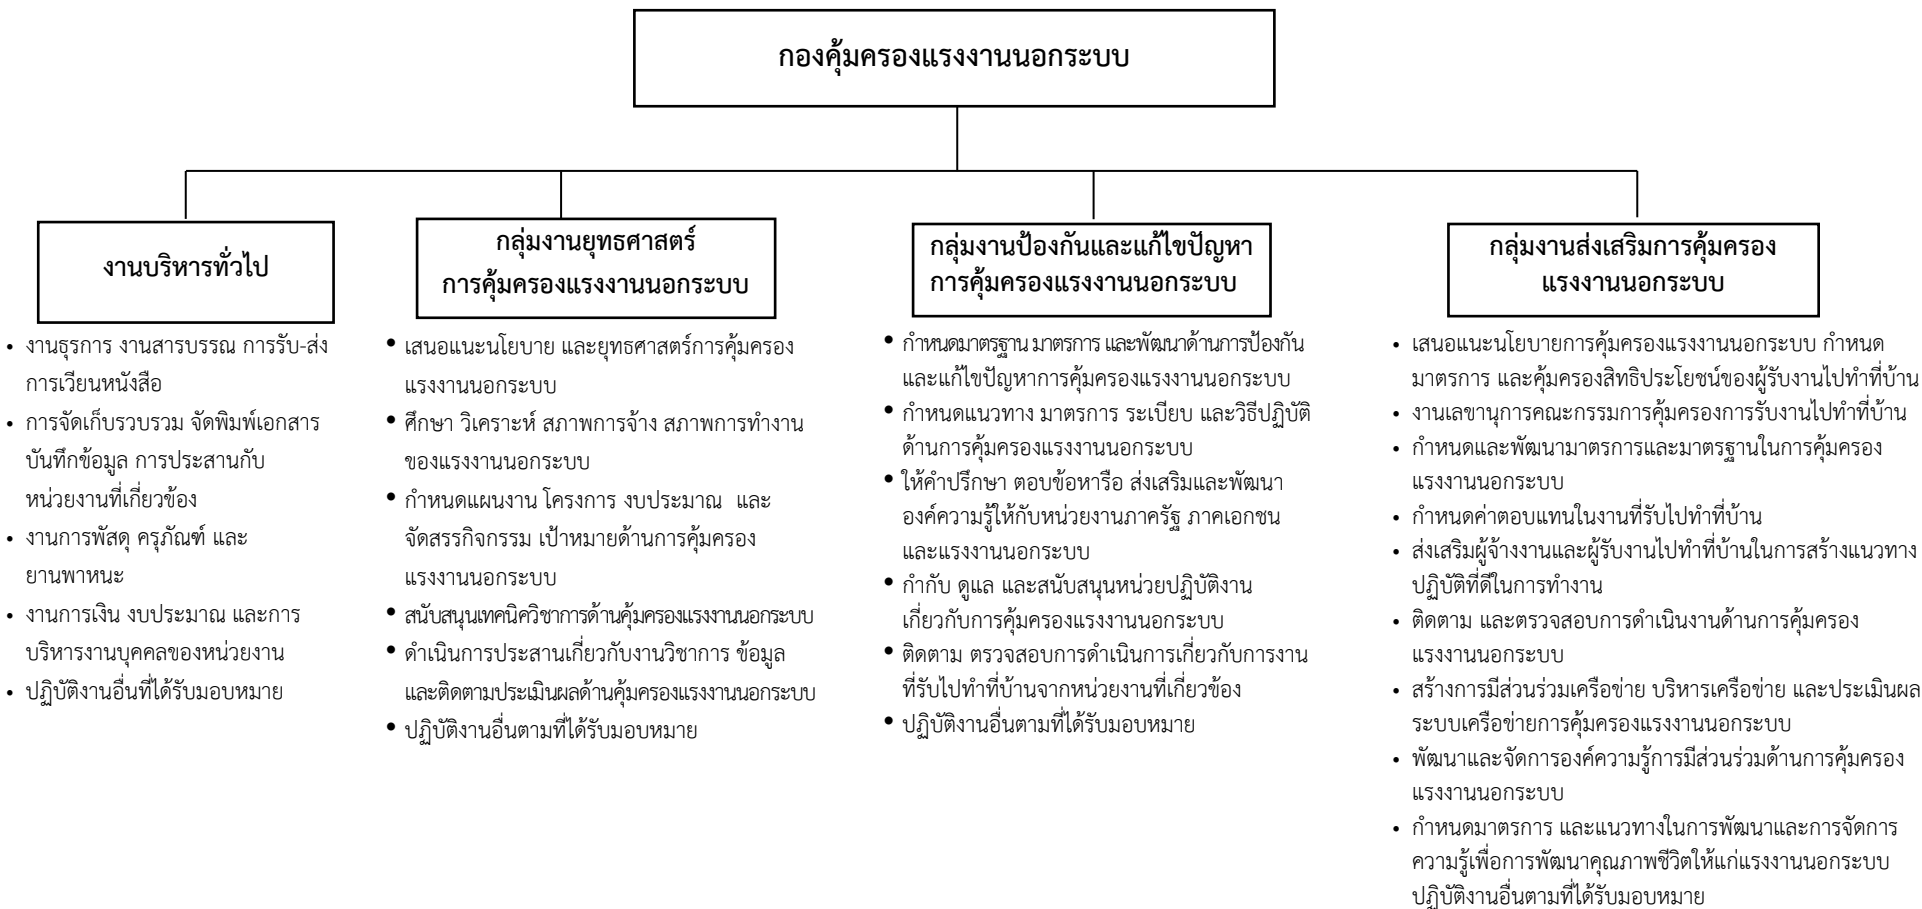 กองคุ้มครองแรงงานนอกระบบ
งานบริหารทั่วไป
• งานธุรการ งานสารบรรณ การรับ-ส่ง
การเวียนหนังสือ
• การจัดเก็บรวบรวม จัดพิมพ์เอกสาร
บันทึกข้อมูล การประสานกับ
หน่วยงานที่เกี่ยวข้อง
• งานการพัสดุ ครุภัณฑ์ และ
ยานพาหนะ
• งานการเงิน งบประมาณ และการ
บริหารงานบุคคลของหน่วยงาน
• ปฏิบัติงานอื่นที่ได้รับมอบหมาย
กลุ่มงานยุทธศาสตร์
การคุ้มครองแรงงานนอกระบบ
• เสนอแนะนโยบาย และยุทธศาสตร์การคุ้มครอง
แรงงานนอกระบบ
• ศึกษา วิเคราะห์ สภาพการจ้าง สภาพการทำงาน
ของแรงงานนอกระบบ
• กำหนดแผนงาน โครงการ งบประมาณ และ
จัดสรรกิจกรรม เป้าหมายด้านการคุ้มครอง
แรงงานนอกระบบ
• สนับสนุนเทคนิควิชาการด้านคุ้มครองแรงงานนอกระบบ
• ดำเนินการประสานเกี่ยวกับงานวิชาการ ข้อมูล
และติดตามประเมินผลด้านคุ้มครองแรงงานนอกระบบ
• ปฏิบัติงานอื่นตามที่ได้รับมอบหมาย
กลุ่มงานป้องกันและแก้ไขปัญหา
การคุ้มครองแรงงานนอกระบบ
• กำหนดมาตรฐาน มาตรการ และพัฒนาด้านการป้องกัน
และแก้ไขปัญหาการคุ้มครองแรงงานนอกระบบ
• กำหนดแนวทาง มาตรการ ระเบียบ และวิธีปฏิบัติ
ด้านการคุ้มครองแรงงานนอกระบบ
• ให้คำปรึกษา ตอบข้อหารือ ส่งเสริมและพัฒนา
องค์ความรู้ให้กับหน่วยงานภาครัฐ ภาคเอกชน
และแรงงานนอกระบบ
• กำกับ ดูแล และสนับสนุนหน่วยปฏิบัติงาน
เกี่ยวกับการคุ้มครองแรงงานนอกระบบ
• ติดตาม ตรวจสอบการดำเนินการเกี่ยวกับการงาน
ที่รับไปทำที่บ้านจากหน่วยงานที่เกี่ยวข้อง
• ปฏิบัติงานอื่นตามที่ได้รับมอบหมาย
กลุ่มงานส่งเสริมการคุ้มครอง
แรงงานนอกระบบ
• เสนอแนะนโยบายการคุ้มครองแรงงานนอกระบบ กำหนด
มาตรการ และคุ้มครองสิทธิประโยชน์ของผู้รับงานไปทำที่บ้าน
• งานเลขานุการคณะกรรมการคุ้มครองการรับงานไปทำที่บ้าน
• กำหนดและพัฒนามาตรการและมาตรฐานในการคุ้มครอง
แรงงานนอกระบบ
• กำหนดค่าตอบแทนในงานที่รับไปทำที่บ้าน
• ส่งเสริมผู้จ้างงานและผู้รับงานไปทำที่บ้านในการสร้างแนวทาง
ปฏิบัติที่ดีในการทำงาน
• ติดตาม และตรวจสอบการดำเนินงานด้านการคุ้มครอง
แรงงานนอกระบบ
• สร้างการมีส่วนร่วมเครือข่าย บริหารเครือข่าย และประเมินผล
ระบบเครือข่ายการคุ้มครองแรงงานนอกระบบ
• พัฒนาและจัดการองค์ความรู้การมีส่วนร่วมด้านการคุ้มครอง
แรงงานนอกระบบ
• กำหนดมาตรการ และแนวทางในการพัฒนาและการจัดการ
ความรู้เพื่อการพัฒนาคุณภาพชีวิตให้แก่แรงงานนอกระบบ
ปฏิบัติงานอื่นตามที่ได้รับมอบหมาย